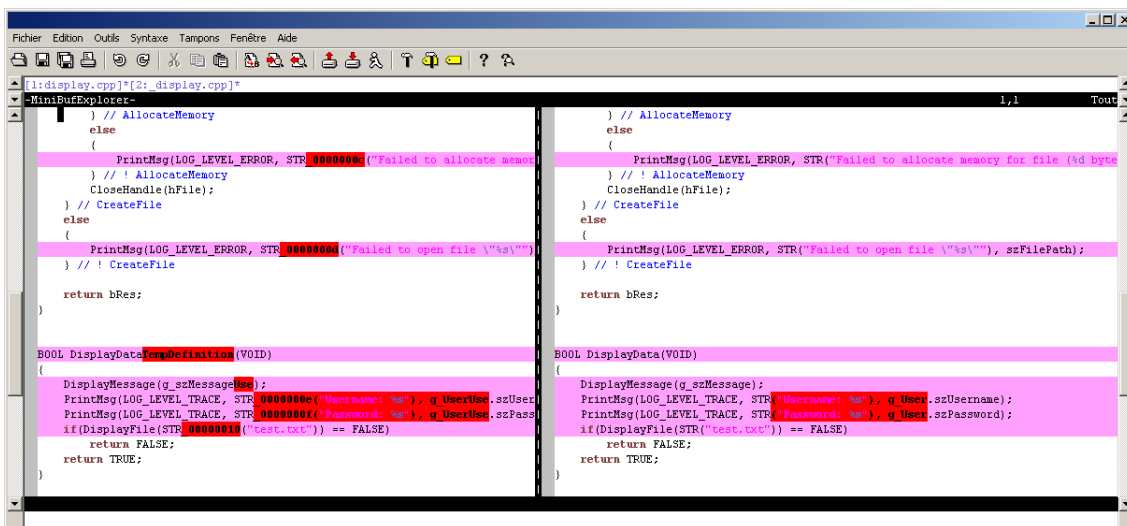 Fichier Edition Outils Syntaxe Tampons Fenêtre Aide
[1:display.cpp]*[2:_display.cpp]*
-MiniBufExplorer- 1,1 Tout
} // AllocateMemory
else
{
PrintMsg(LOG_LEVEL_ERROR, STR_0000000c("Failed to allocate memor
} // ! AllocateMemory
CloseHandle(hFile);
} // CreateFile
else
{
PrintMsg(LOG_LEVEL_ERROR, STR_0000000d("Failed to open file \"%s\"")
} // ! CreateFile
return bRes;
}
BOOL DisplayDataTempDefinition(VOID)
{
DisplayMessage(g_szMessageUse);
PrintMsg(LOG_LEVEL_TRACE, STR_0000000e("Username: %s"), g_UserUse.szUser
PrintMsg(LOG_LEVEL_TRACE, STR_0000000f("Password: %s"), g_UserUse.szPass
if(DisplayFile(STR_00000010("test.txt")) == FALSE)
return FALSE;
return TRUE;
}
} // AllocateMemory
else
{
PrintMsg(LOG_LEVEL_ERROR, STR("Failed to allocate memory for file (%d byte
} // ! AllocateMemory
CloseHandle(hFile);
} // CreateFile
else
{
PrintMsg(LOG_LEVEL_ERROR, STR("Failed to open file \"%s\""), szFilePath);
} // ! CreateFile
return bRes;
}
BOOL DisplayData(VOID)
{
DisplayMessage(g_szMessage);
PrintMsg(LOG_LEVEL_TRACE, STR("Username: %s"), g_User.szUsername);
PrintMsg(LOG_LEVEL_TRACE, STR("Password: %s"), g_User.szPassword);
if(DisplayFile(STR("test.txt")) == FALSE)
return FALSE;
return TRUE;
}